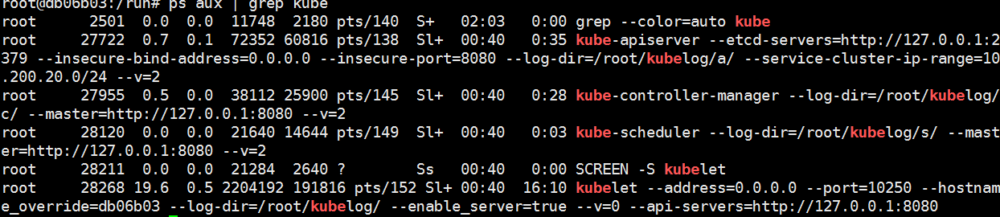 root@db06b03:/run# ps aux | grep kube
root      2501  0.0  0.0  11748  2180 pts/140  S+   02:03   0:00 grep --color=auto kube
root     27722  0.7  0.1  72352 60816 pts/138  Sl+  00:40   0:35 kube-apiserver --etcd-servers=http://127.0.0.1:2
379 --insecure-bind-address=0.0.0.0 --insecure-port=8080 --log-dir=/root/kubelog/a/ --service-cluster-ip-range=10
.200.20.0/24 --v=2
root     27955  0.5  0.0  38112 25900 pts/145  Sl+  00:40   0:28 kube-controller-manager --log-dir=/root/kubelog/
c/ --master=http://127.0.0.1:8080 --v=2
root     28120  0.0  0.0  21640 14644 pts/149  Sl+  00:40   0:03 kube-scheduler --log-dir=/root/kubelog/s/ --mast
er=http://127.0.0.1:8080 --v=2
root     28211  0.0  0.0  21284  2640 ?        Ss   00:40   0:00 SCREEN -S kubelet
root     28268 19.6  0.5 2204192 191816 pts/152 Sl+ 00:40  16:10 kubelet --address=0.0.0.0 --port=10250 --hostnam
e_override=db06b03 --log-dir=/root/kubelog/ --enable_server=true --v=0 --api-servers=http://127.0.0.1:8080